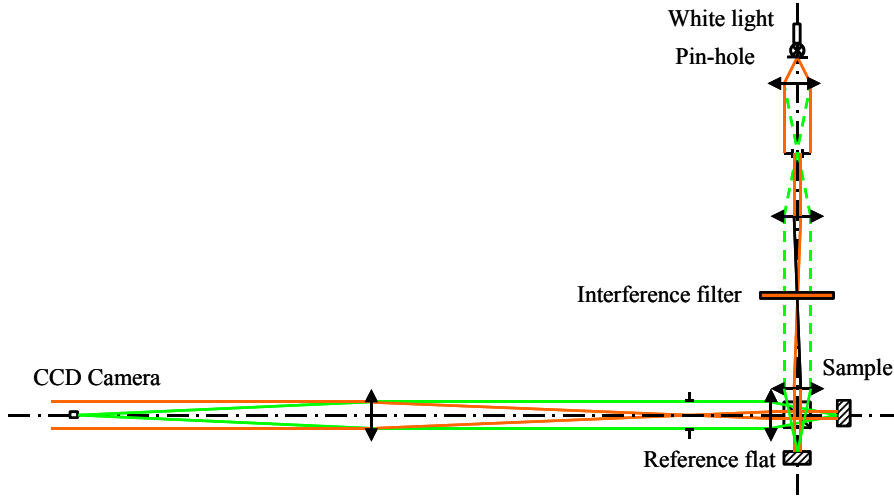 White light
Pin-hole
Interference filter
Sample
CCD Camera
Reference flat